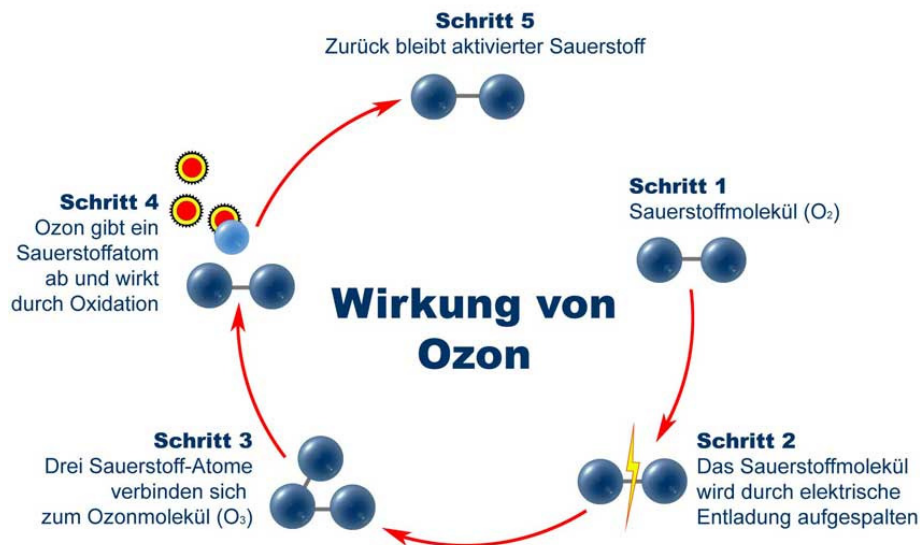 Wirkung von
Ozon
Schritt 1
Sauerstoffmolekül (O₂)
Schritt 2
Das Sauerstoffmolekül
wird durch elektrische
Entladung aufgespalten
Schritt 3
Drei Sauerstoff-Atome
verbinden sich
zum Ozonmolekül (O₃)
Schritt 4
Ozon gibt ein
Sauerstoffatom
ab und wirkt
durch Oxidation
Schritt 5
Zurück bleibt aktivierter Sauerstoff